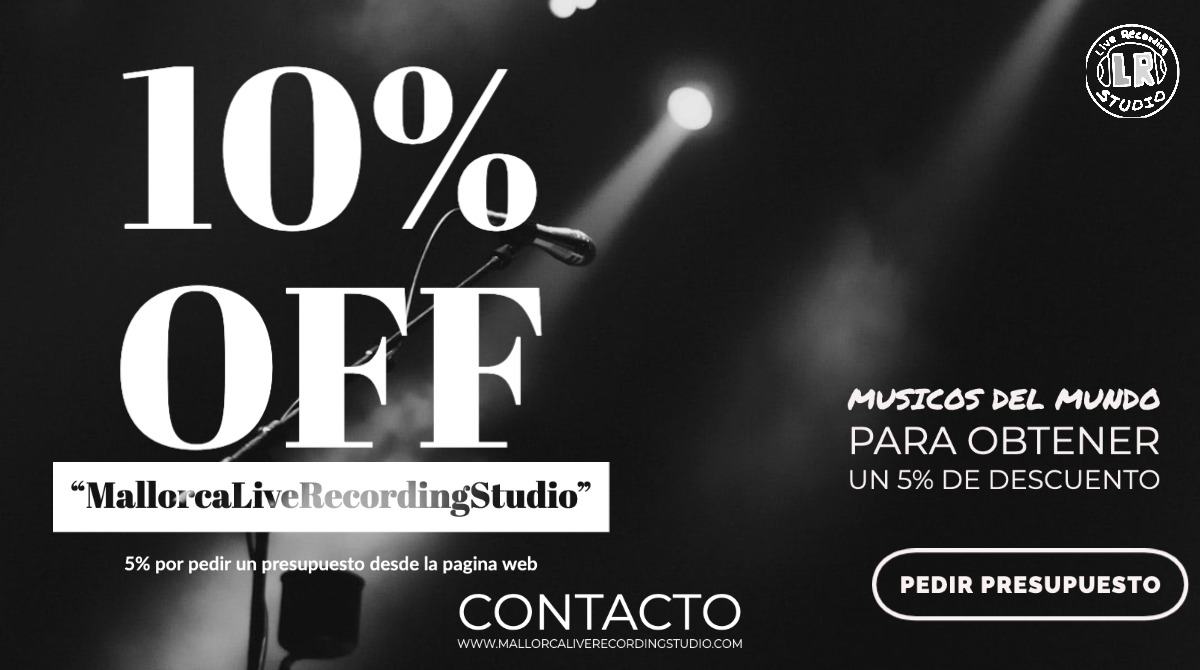 10%
OFF
“MallorcaLiveRecordingStudio”
5% por pedir un presupuesto desde la pagina web
CONTACTO
WWW.MALLORCALIVERECORDINGSTUDIO.COM
Live Recording
LR
STUDIO
MUSICOS DEL MUNDO
PARA OBTENER
UN 5% DE DESCUENTO
PEDIR PRESUPUESTO